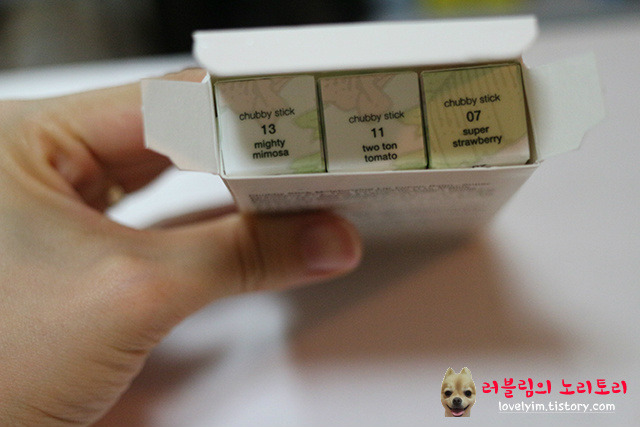 chubby stick
13
mighty
mimosa
chubby stick
11
two ton
tomato
chubby stick
07
super
strawberry
러블림의 노리토리
lovelyim.tistory.com